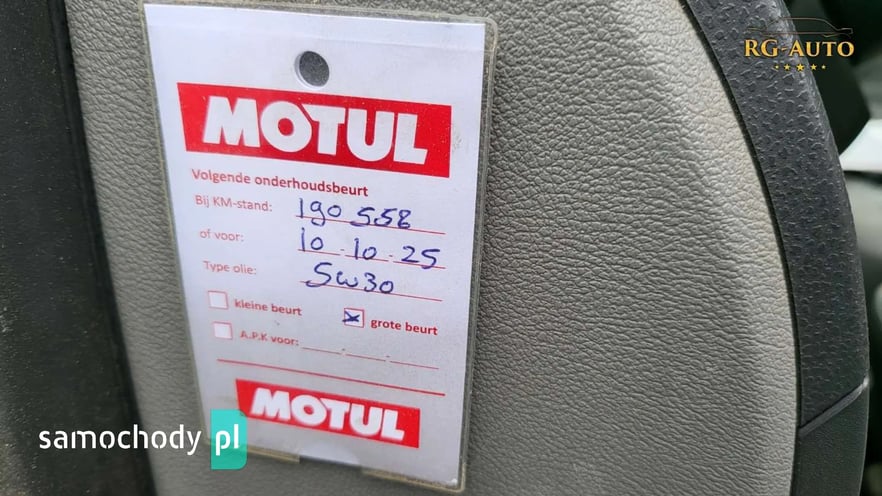 RG-AUTO
MOTUL
Volgende onderhoudsbeurt
Bij KM-stand: 190 558
of voor: 10-10-25
Type olie: 5w30
kleine beurt
grote beurt
A.P.K voor:
MOTUL
samochody pl